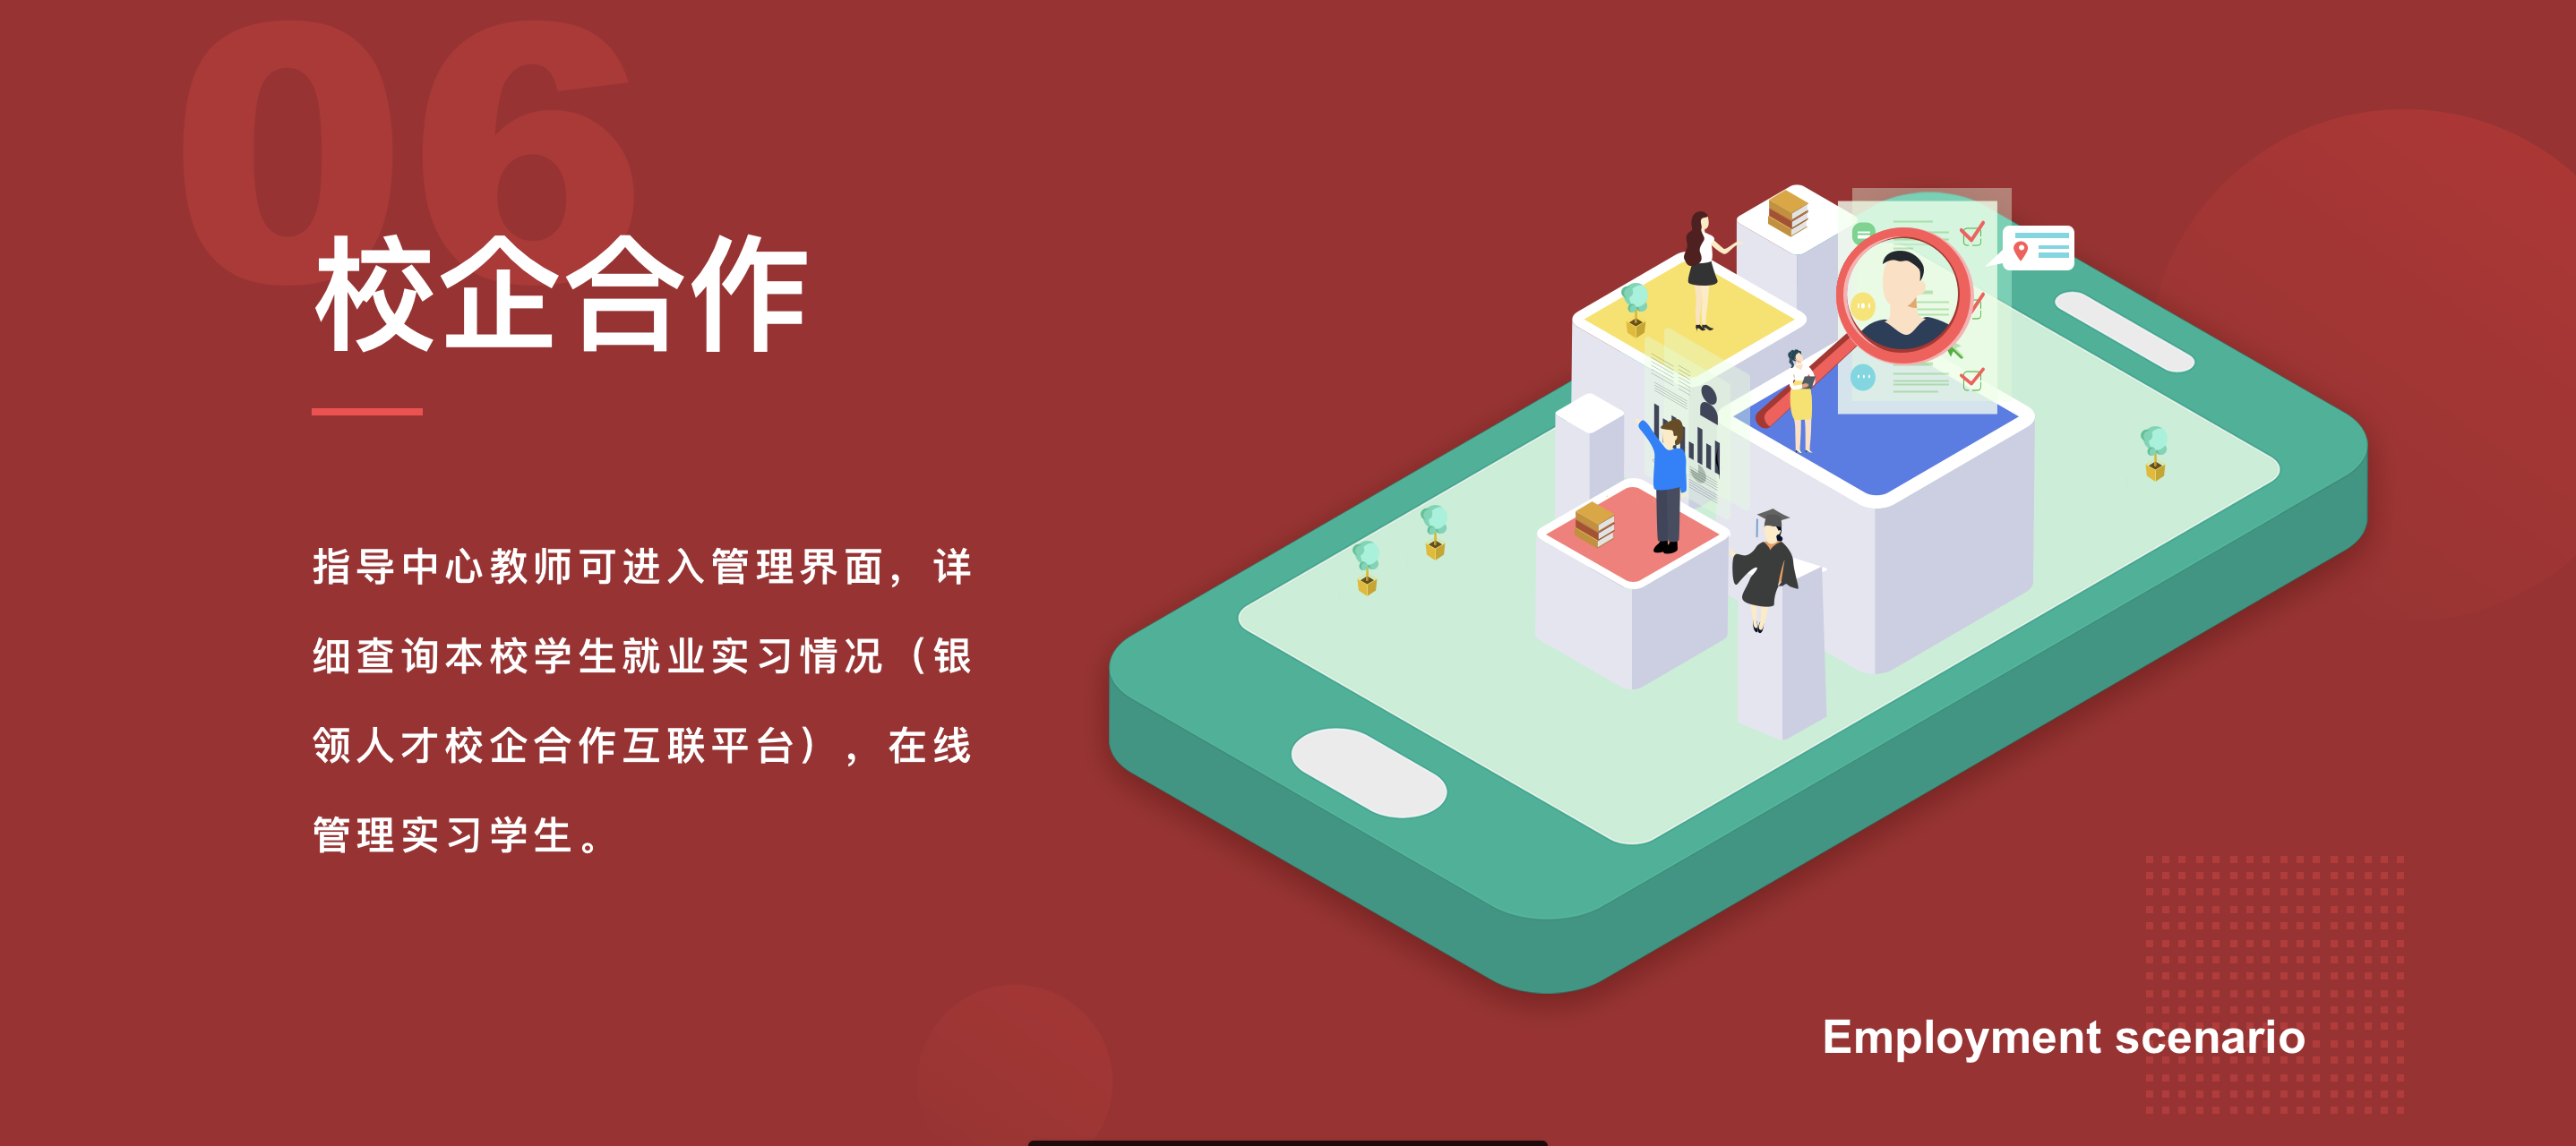 06
校企合作
指导中心教师可进入管理界面，详
细查询本校学生就业实习情况（银
领人才校企合作互联平台），在线
管理实习学生。
Employment scenario